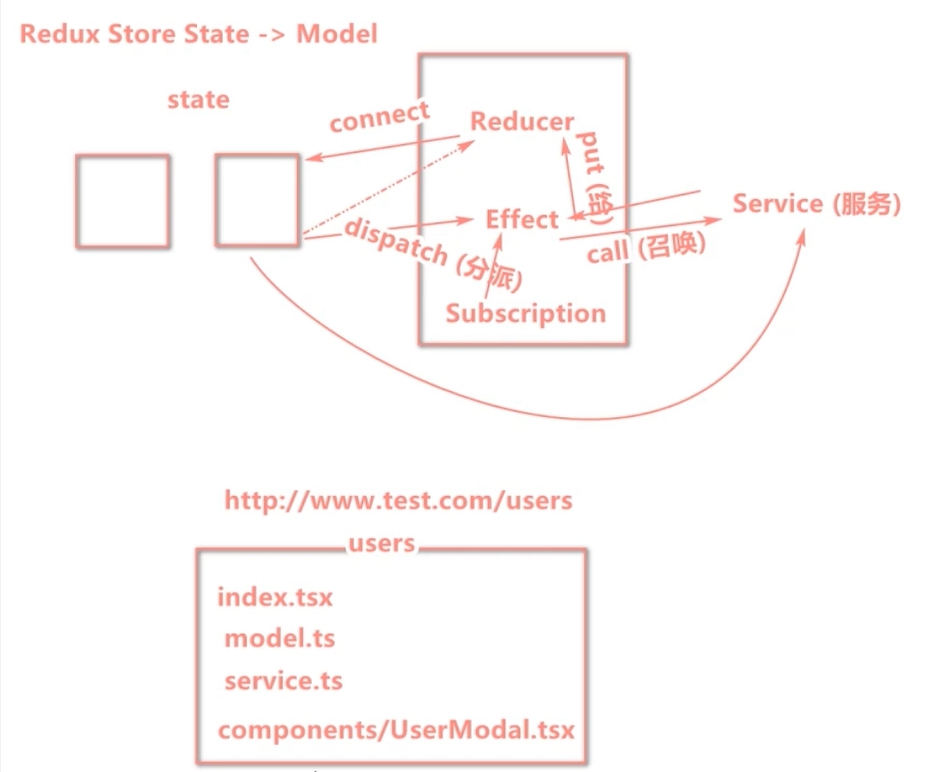 Redux Store State -> Model
state
connect
Reducer
put (给)
Effect
Service (服务)
dispatch (分派)
call (召唤)
Subscription
http://www.test.com/users
users
index.tsx
model.ts
service.ts
components/UserModal.tsx